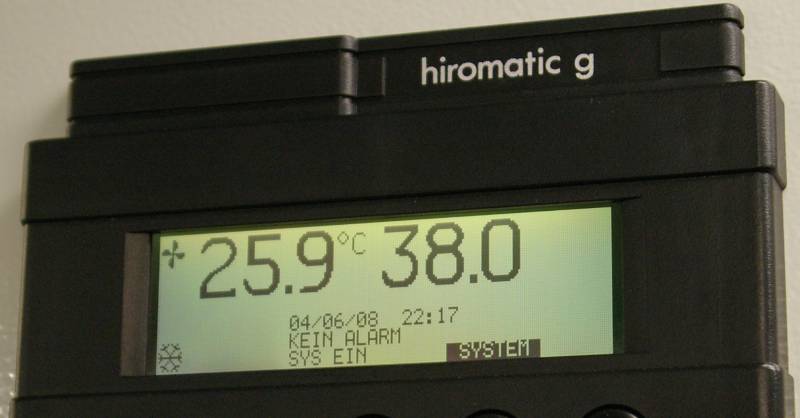 hiromatic g
25.9°C 38.0
04/06/08 22:17
KEIN ALARM
SYS EIN SYSTEM